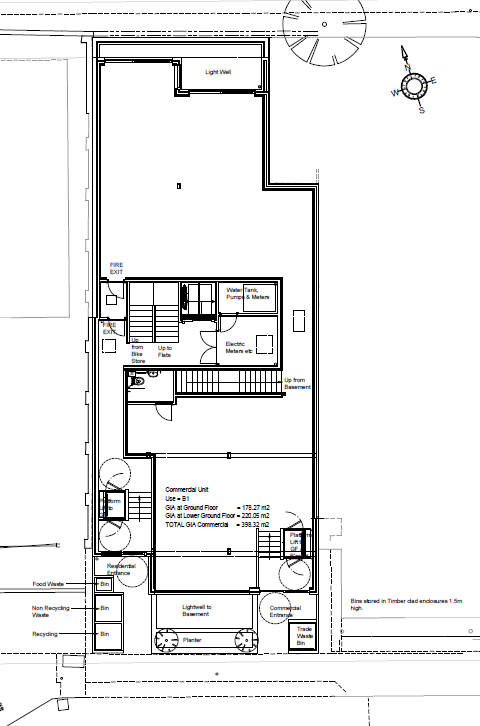 Light Well
N
W
E
S
FIRE
EXIT
Water Tank,
Pumps & Meters
FIRE
EXIT
Up
from
Bike
Store
Up to
Flats
Electric
Meters etc
Up from
Basement
Commercial Unit
Use = B1
GIA at Ground Floor = 178.27 m2
GIA at Lower Ground Floor = 220.05 m2
TOTAL GIA Commercial = 398.32 m2
Platform
Residential
Entrance
Food Waste
Bin
Non Recycling
Waste
Bin
Recycling
Bin
Lightwell to
Basement
Planter
Commercial
Entrance
Trade
Waste
Bin
Bins stored in Timber clad enclosures 1.5m
high.